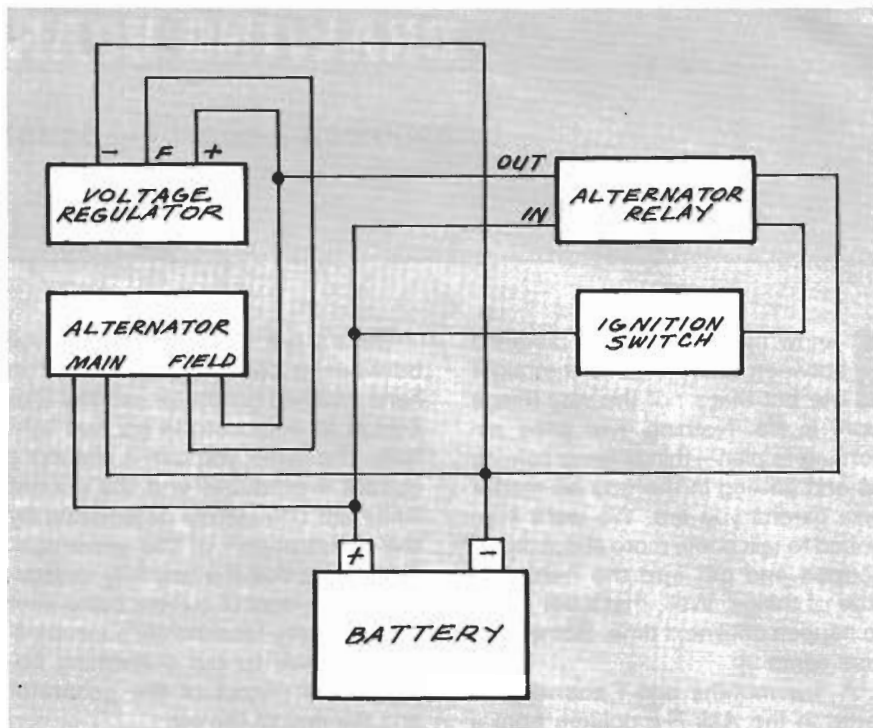 - F +
VOLTAGE
REGULATOR
OUT
IN
ALTERNATOR
RELAY
ALTERNATOR
MAIN FIELD
IGNITION
SWITCH
+ -
BATTERY